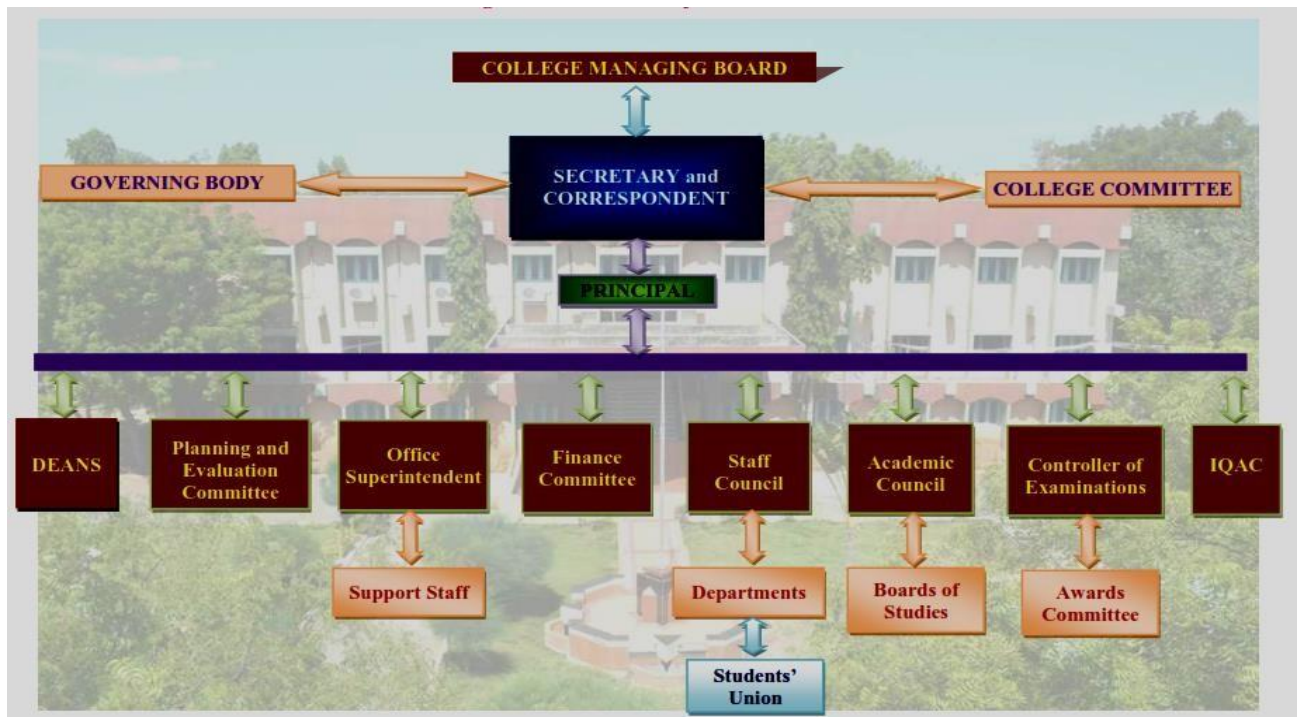 COLLEGE MANAGING BOARD
GOVERNING BODY
SECRETARY and
CORRESPONDENT
COLLEGE COMMITTEE
PRINCIPAL
DEANS
Planning and
Evaluation
Committee
Office
Superintendent
Finance
Committee
Staff
Council
Academic
Council
Controller of
Examinations
IQAC
Support Staff
Departments
Boards of
Studies
Awards
Committee
Students’
Union